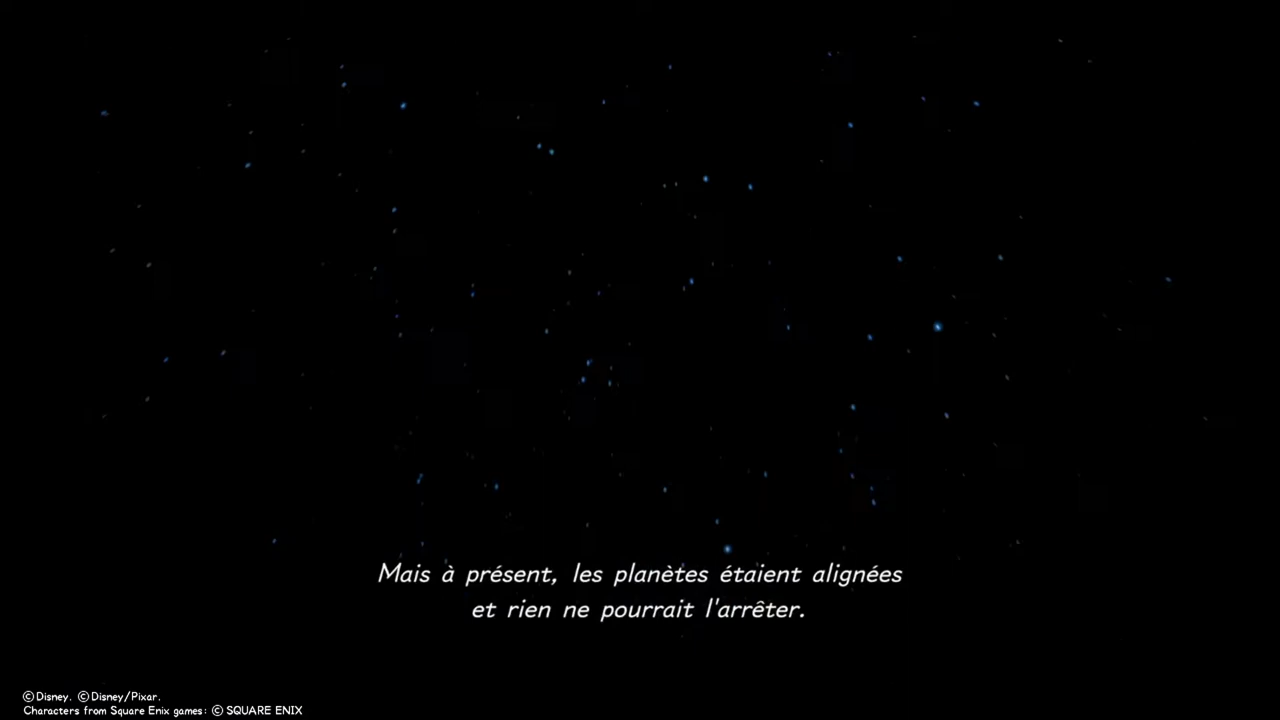 Mais à présent, les planètes étaient alignées
et rien ne pourrait l'arrêter.
©Disney. ©Disney/Pixar.
Characters from Square Enix games: © SQUARE ENIX